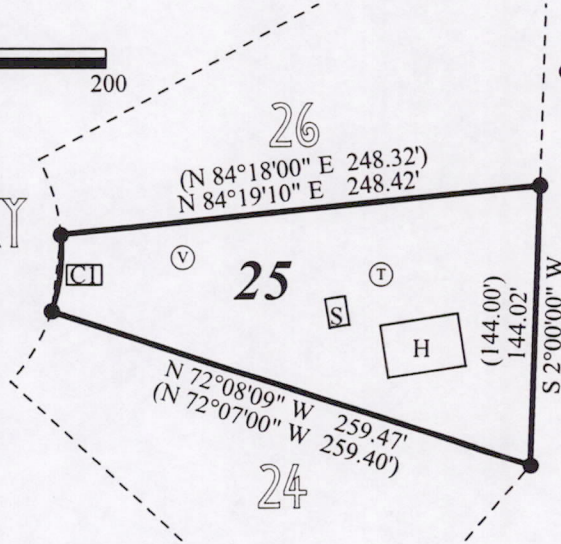 200
26
(N 84°18'00" E 248.32')
N 84°19'10" E 248.42'
Y
C1
V
25
T
S
H
(144.00')
144.02'
S 2°00'00" W
N 72°08'09" W 259.47'
(N 72°07'00" W 259.40')
24